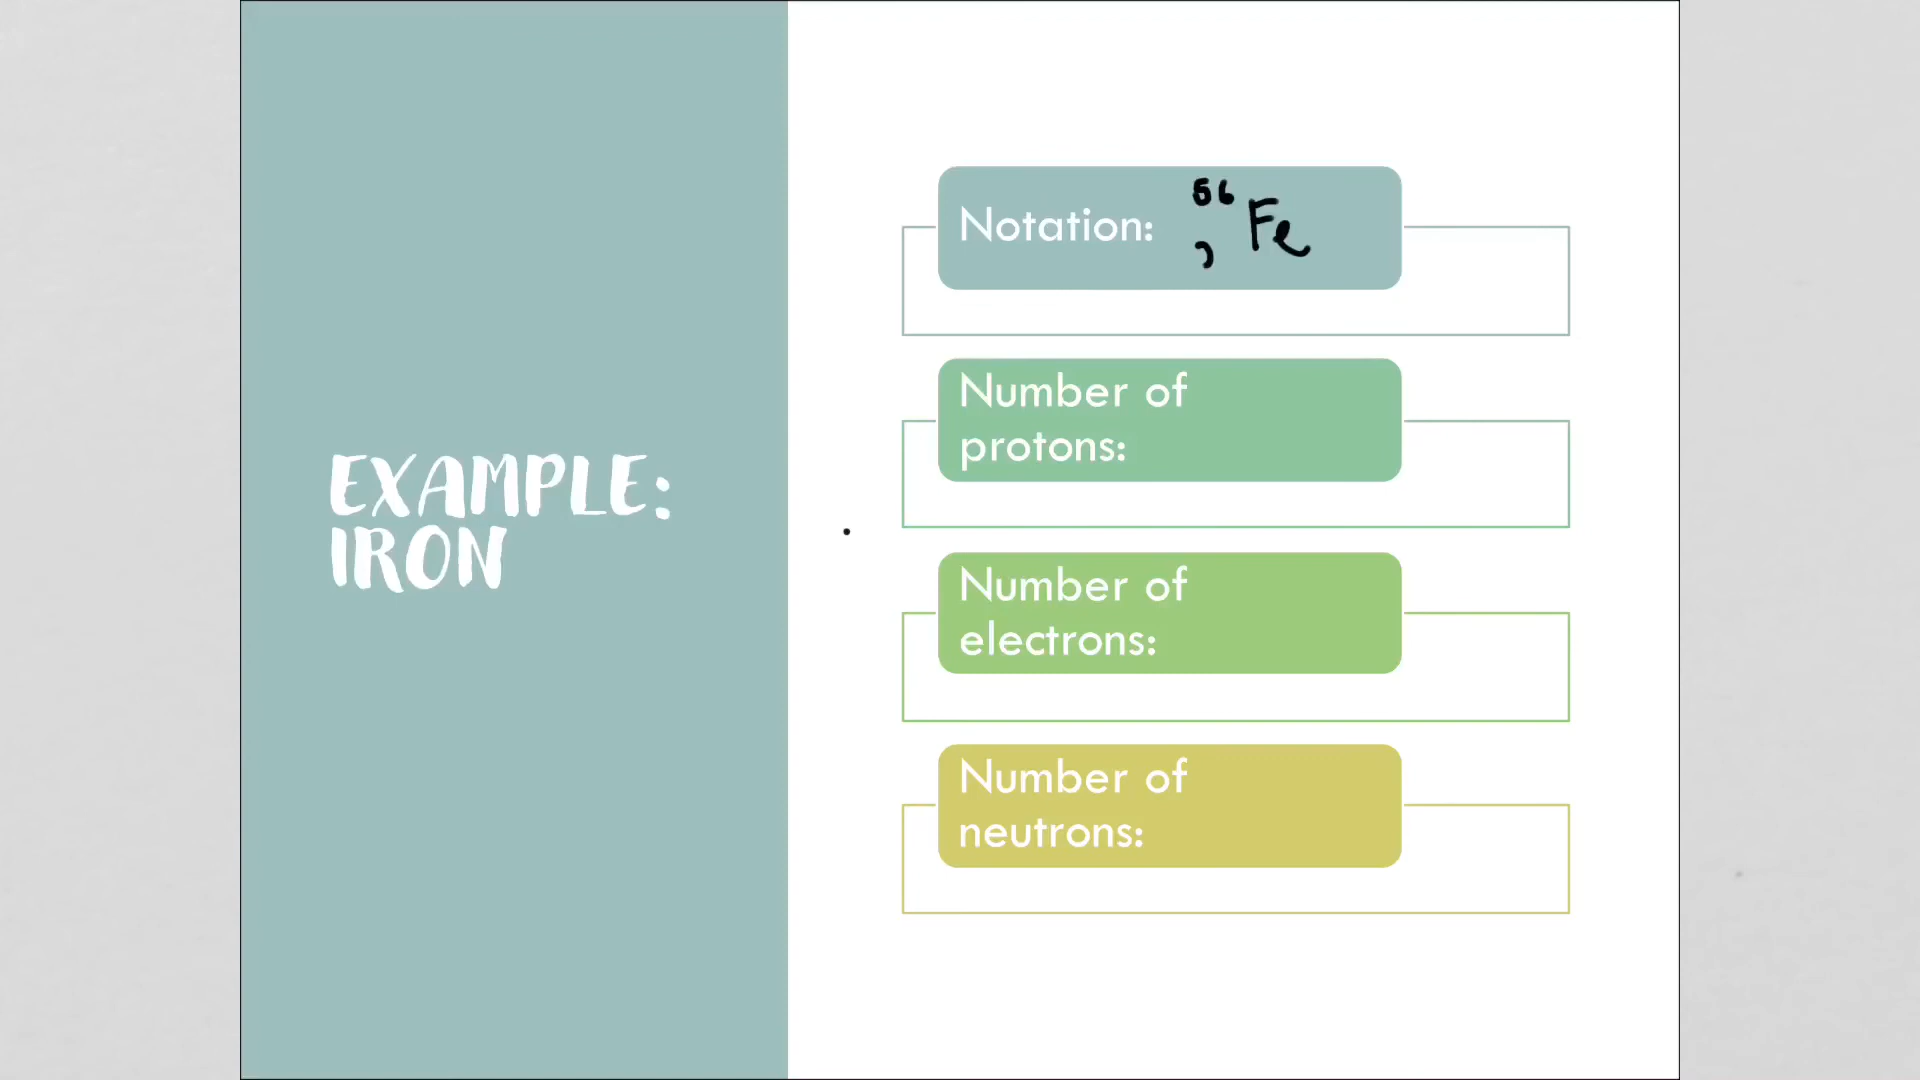 EXAMPLE:
IRON
Notation: 56 Fe
Number of
protons:
Number of
electrons:
Number of
neutrons: